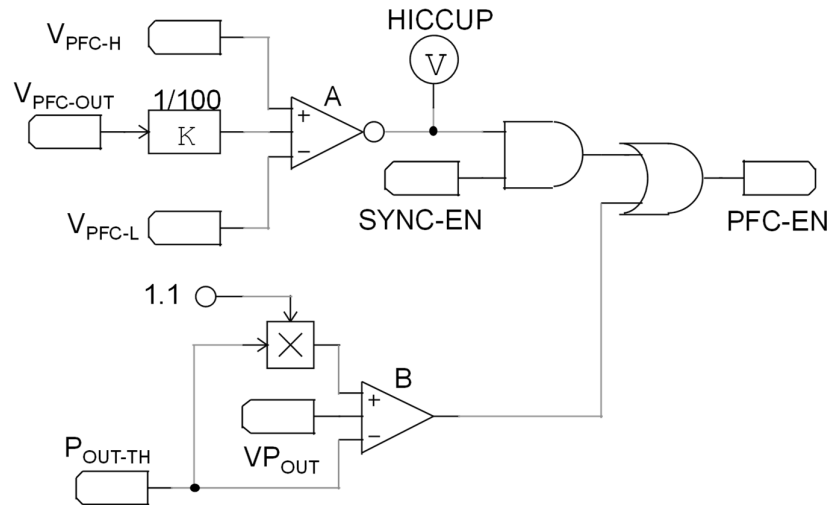 HICCUP
V
V_PFC-H
V_PFC-OUT
1/100
K
A
+
−
V_PFC-L
SYNC-EN
PFC-EN
1.1
B
+
−
VP_OUT
P_OUT-TH